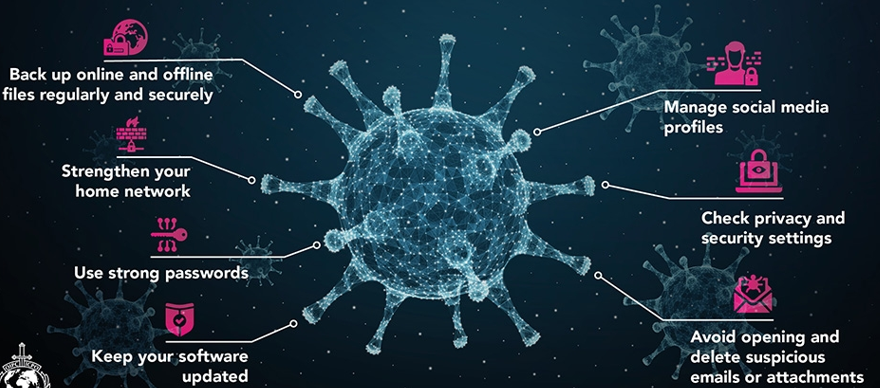 Back up online and offline
files regularly and securely
Strengthen your
home network
Use strong passwords
Keep your software
updated
Manage social media
profiles
Check privacy and
security settings
Avoid opening and
delete suspicious
emails or attachments